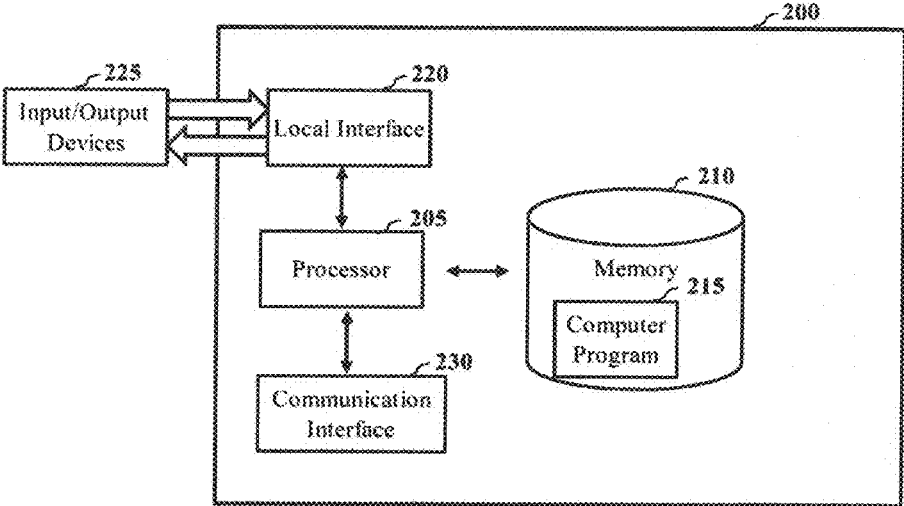 200
225
Input/Output
Devices
220
Local Interface
205
Processor
210
Memory
215
Computer
Program
230
Communication
Interface